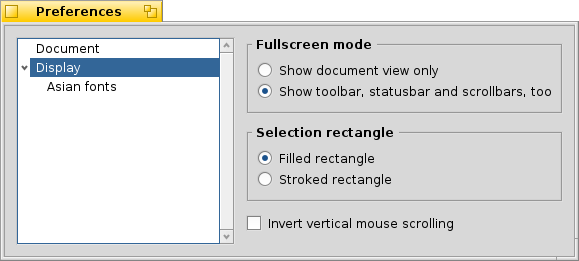 Preferences
Document
Display
Asian fonts
Fullscreen mode
Show document view only
Show toolbar, statusbar and scrollbars, too
Selection rectangle
Filled rectangle
Stroked rectangle
Invert vertical mouse scrolling